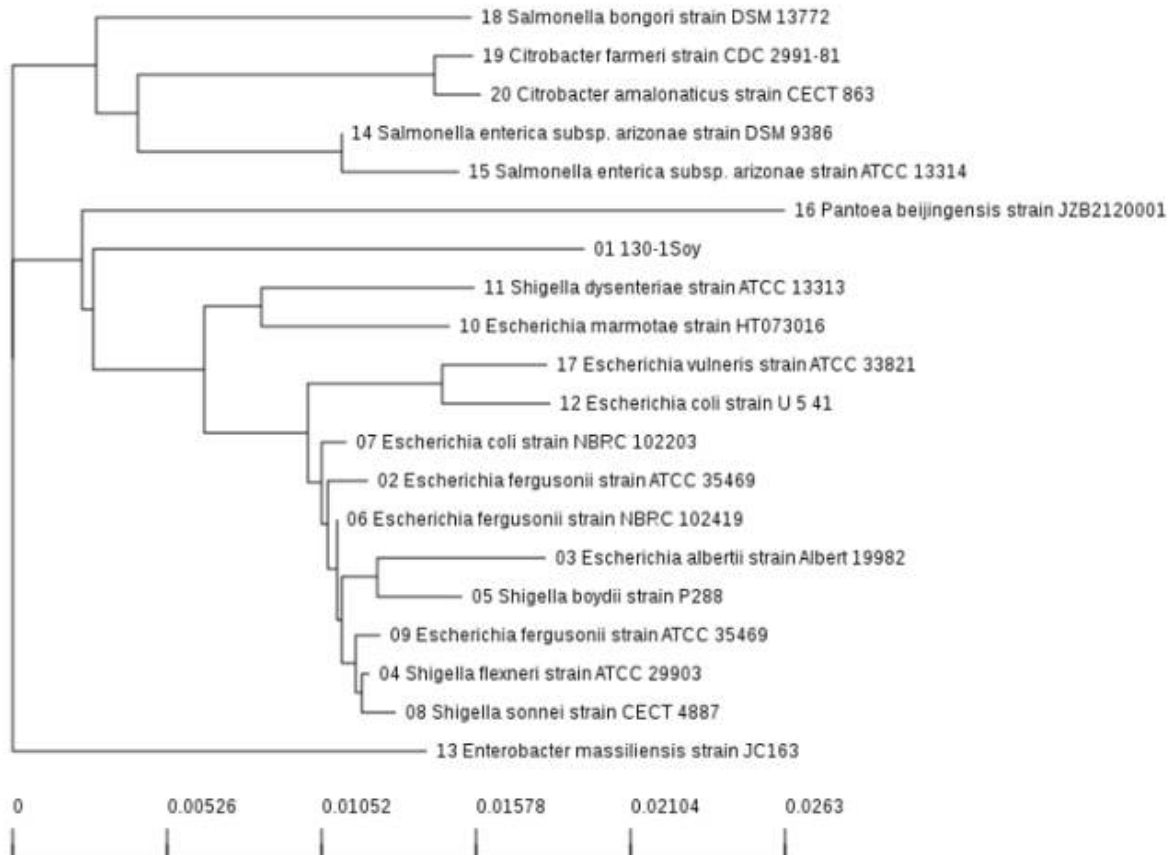 18 Salmonella bongori strain DSM 13772
19 Citrobacter farmeri strain CDC 2991-81
20 Citrobacter amalonaticus strain CECT 863
14 Salmonella enterica subsp. arizonae strain DSM 9386
15 Salmonella enterica subsp. arizonae strain ATCC 13314
16 Pantoea beijingensis strain JZB2120001
01 130-1Soy
11 Shigella dysenteriae strain ATCC 13313
10 Escherichia marmotae strain HT073016
17 Escherichia vulneris strain ATCC 33821
12 Escherichia coli strain U 5 41
07 Escherichia coli strain NBRC 102203
02 Escherichia fergusonii strain ATCC 35469
06 Escherichia fergusonii strain NBRC 102419
03 Escherichia albertii strain Albert 19982
05 Shigella boydii strain P288
09 Escherichia fergusonii strain ATCC 35469
04 Shigella flexneri strain ATCC 29903
08 Shigella sonnei strain CECT 4887
13 Enterobacter massiliensis strain JC163
0 0.00526 0.01052 0.01578 0.02104 0.0263